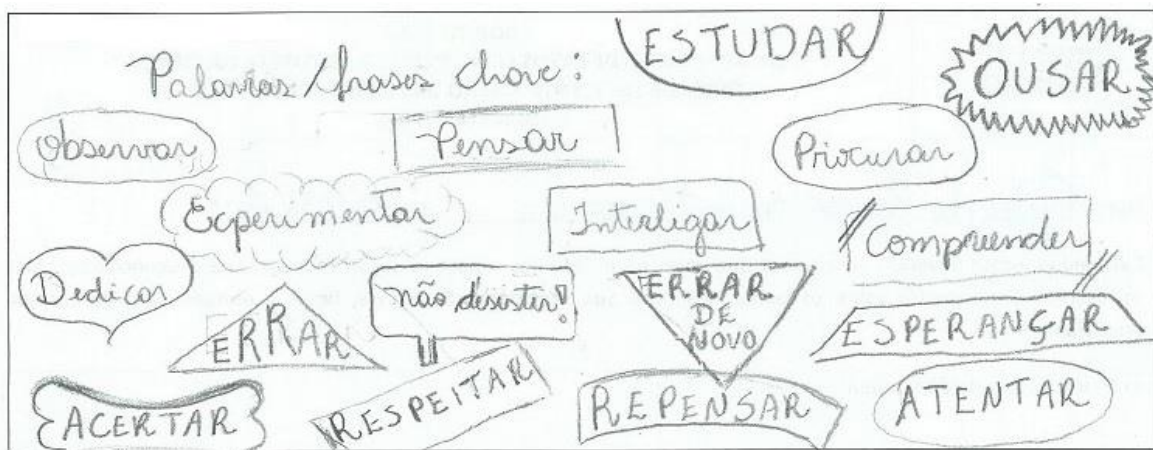 ESTUDAR
Palavras/frases chave:
OUSAR
Observar
Pensar
Procurar
Experimentar
Interligar
Compreender
Dedicar
não desistir!
ERRAR DE NOVO
ERRAR
ESPERANÇAR
ACERTAR
RESPEITAR
REPENSAR
ATENTAR